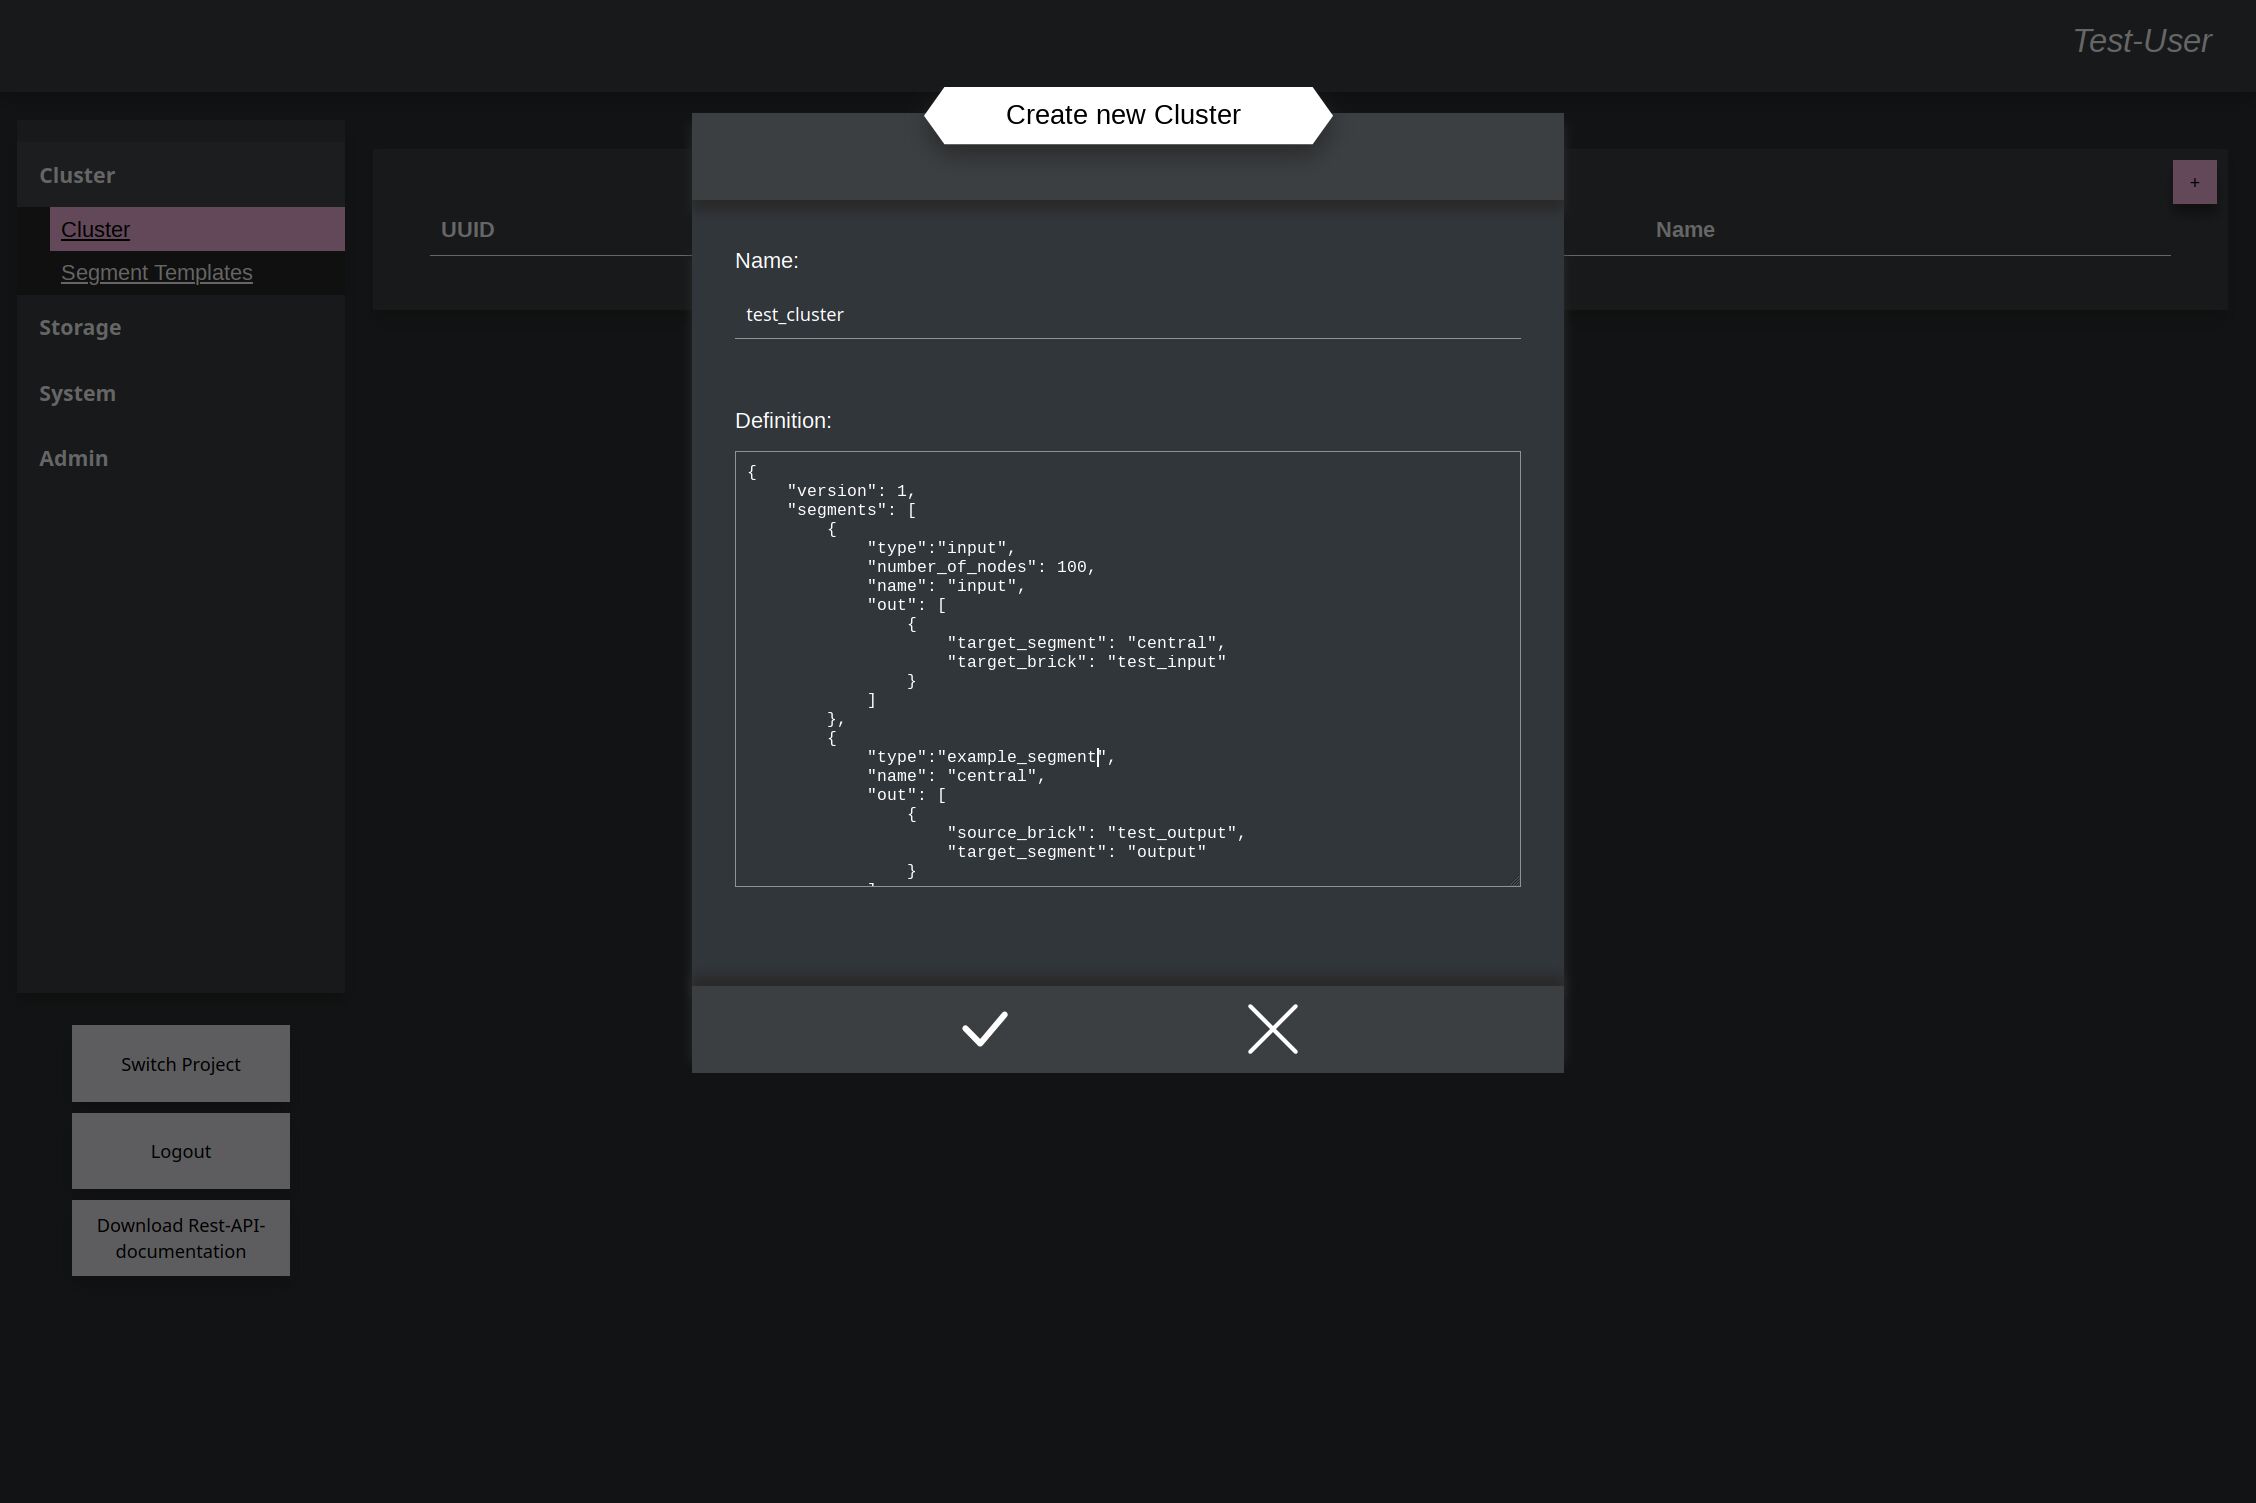 Test-User
Create new Cluster
Cluster
Cluster
Segment Templates
Storage
System
Admin
Switch Project
Logout
Download Rest-API-
documentation
UUID
Name
+
Name:
test_cluster
Definition:
{
    "version": 1,
    "segments": [
        {
            "type":"input",
            "number_of_nodes": 100,
            "name": "input",
            "out": [
                {
                    "target_segment": "central",
                    "target_brick": "test_input"
                }
            ]
        },
        {
            "type":"example_segment",
            "name": "central",
            "out": [
                {
                    "source_brick": "test_output",
                    "target_segment": "output"
                }